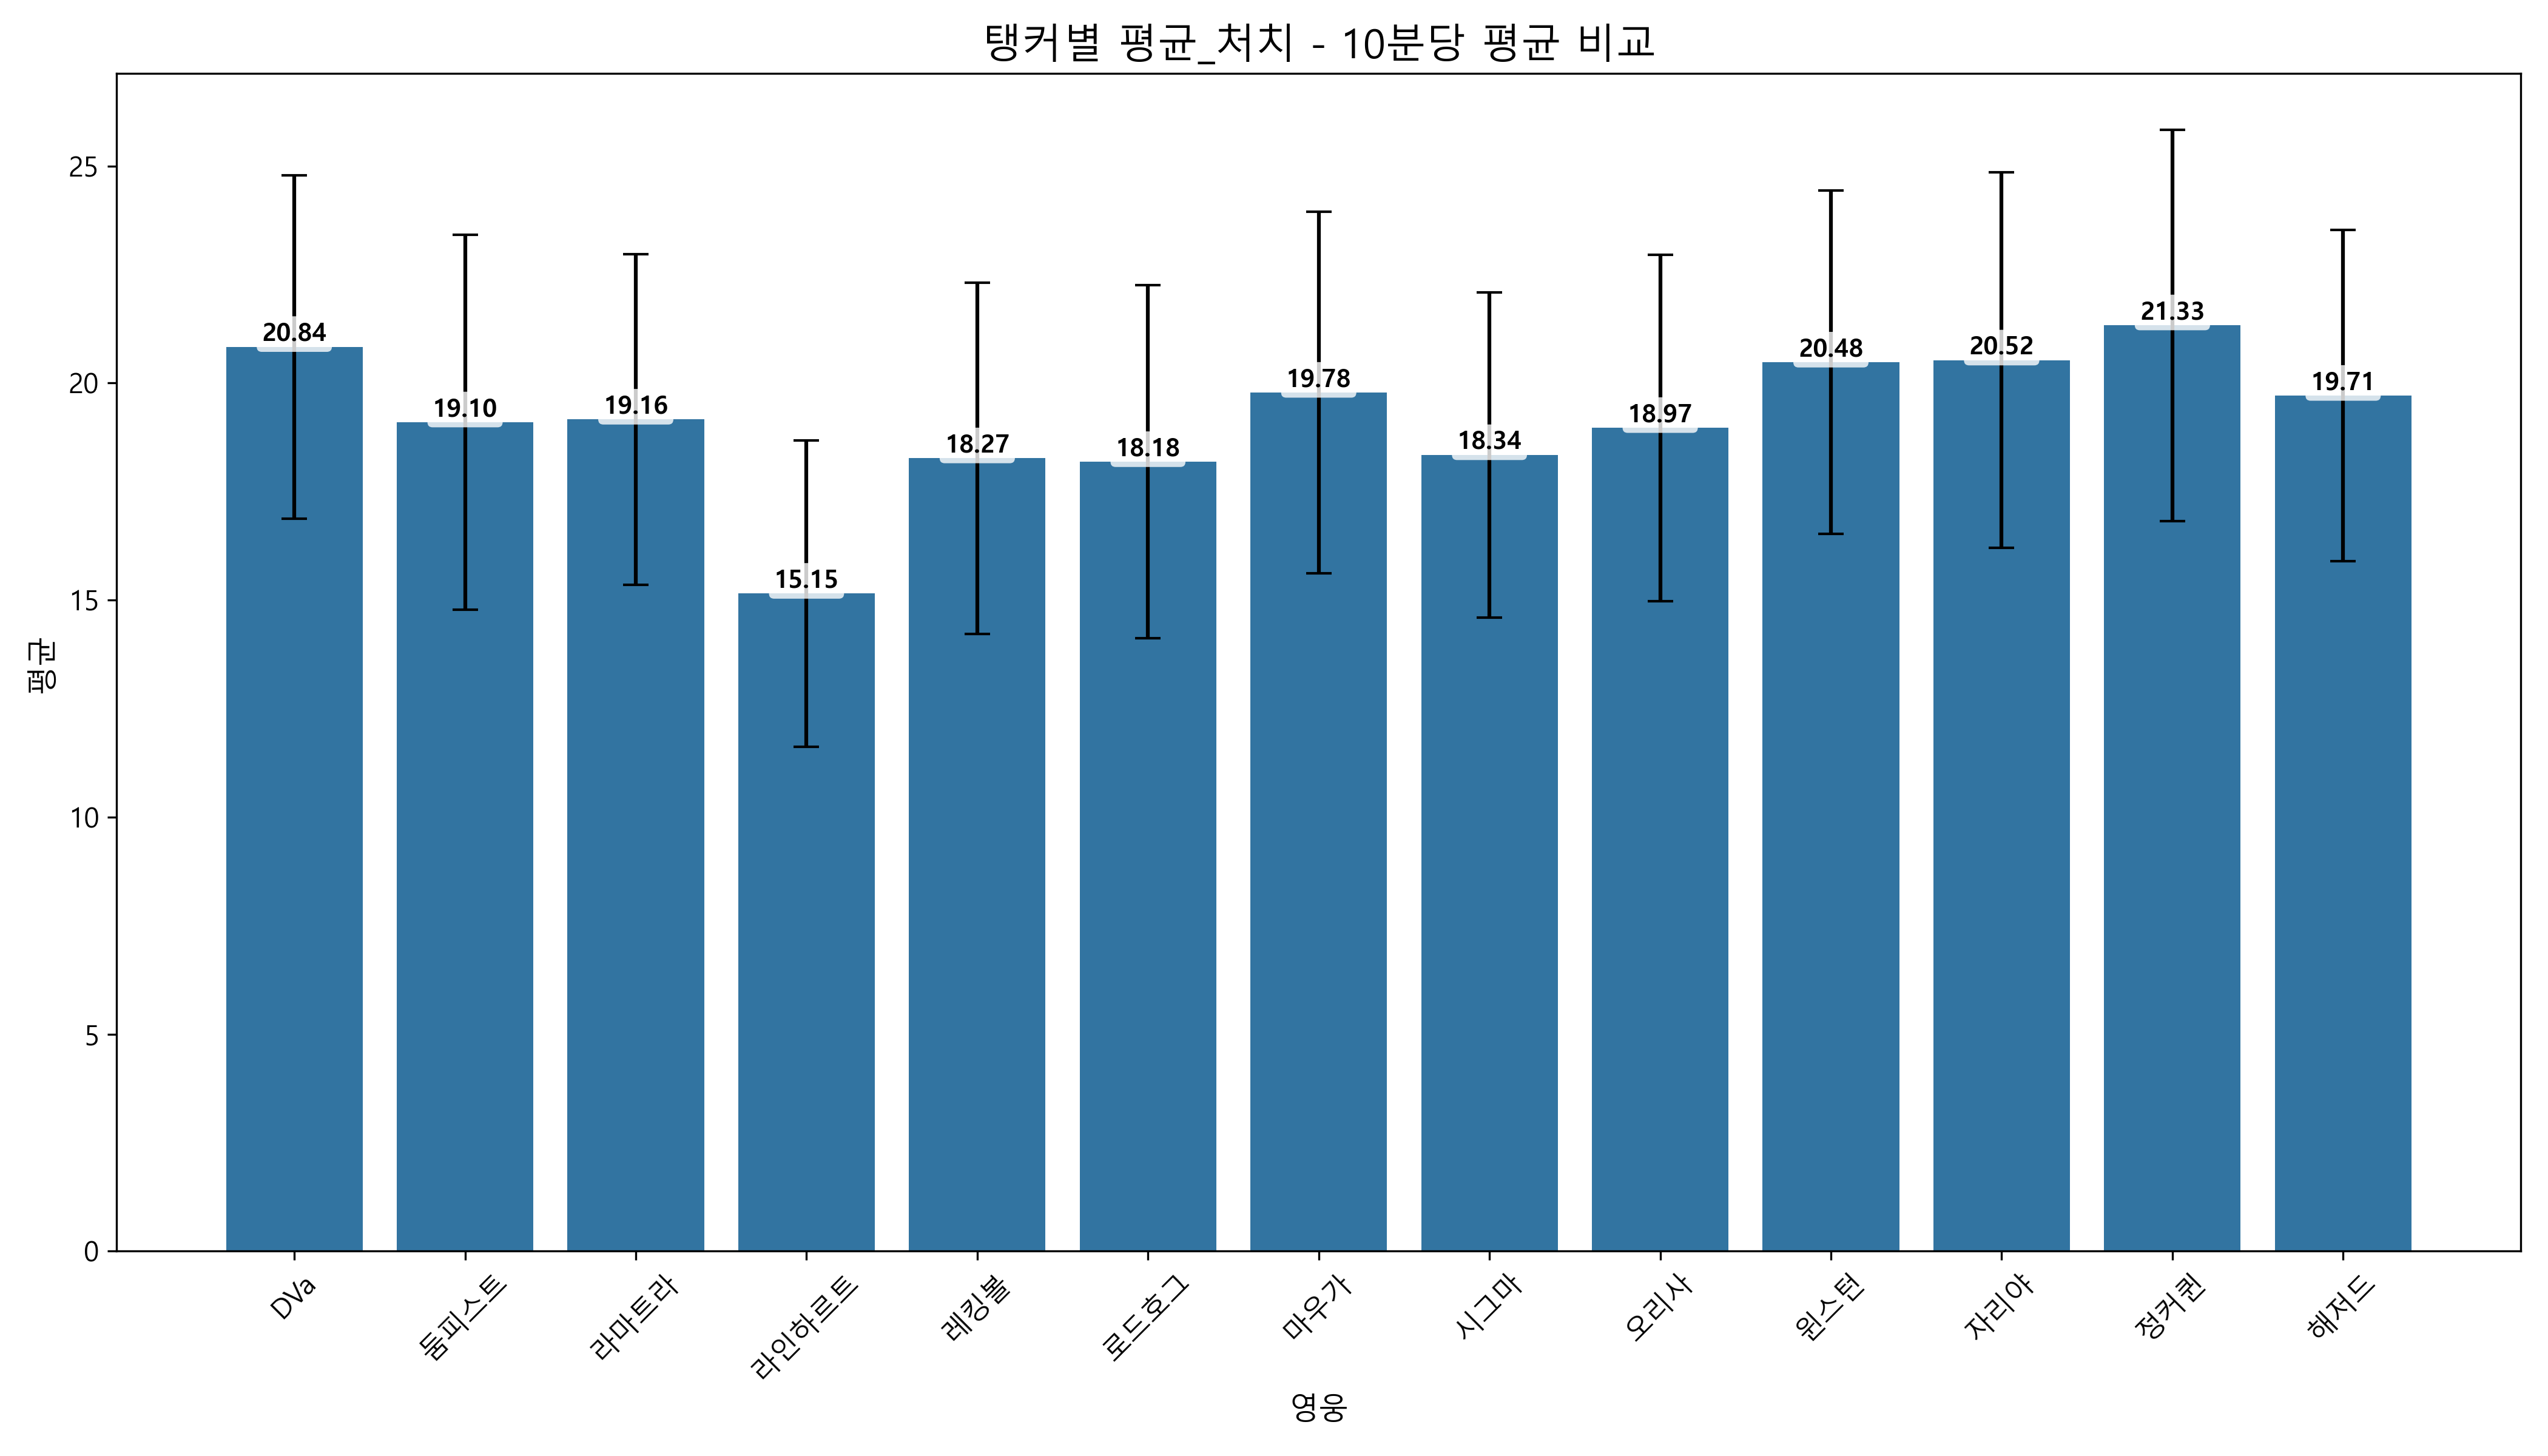 탱커별 평균_처치 - 10분당 평균 비교
평균
25
20
15
10
5
0
20.84
19.10
19.16
15.15
18.27
18.18
19.78
18.34
18.97
20.48
20.52
21.33
19.71
DVa
둠피스트
라마트라
라인하르트
레킹볼
로드호그
마우가
시그마
오리사
윈스턴
자리야
정커퀸
해저드
영웅